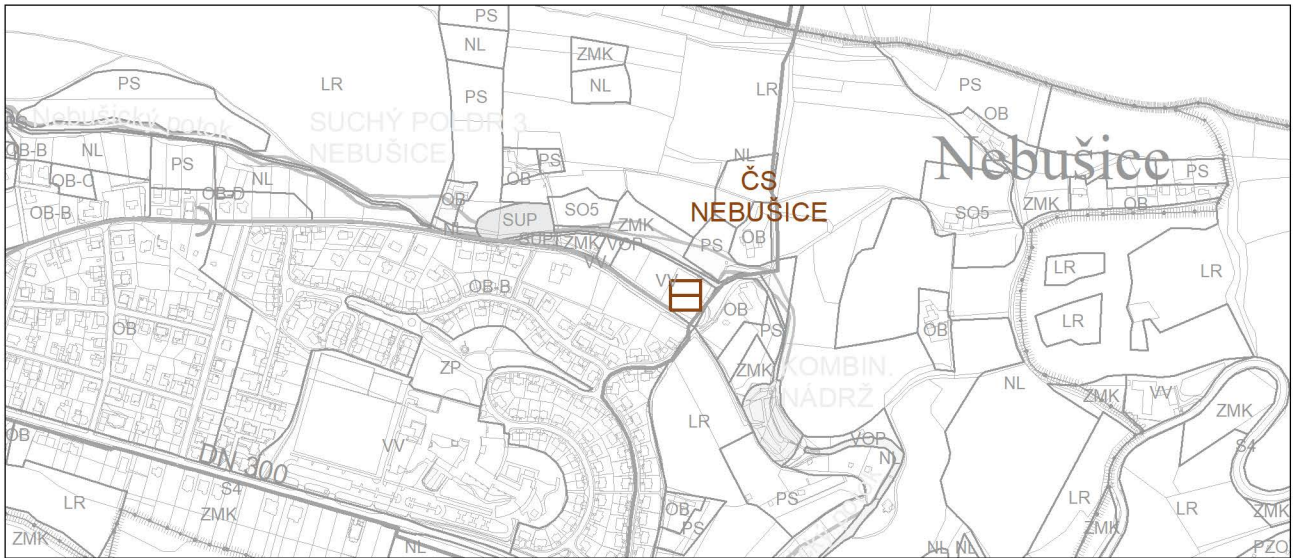 PS
NL
ZMK
NL
PS
LR
PS
LR
PS
OB
Nebušický potok
SUCHÝ POLDR 3
NEBUŠICE
Nebušice
OB-B
NL
PS
NL
OB-C
OB-D
OB-B
OB
PS
OB
NL
SUP
SO5
ZMK
ZMK
VOP
NL
ČS
NEBUŠICE
PS
OB
PS
ZMK
OB
SO5
LR
LR
LR
VV
VV
OB-B
OB
OB
PS
OB
ZP
ZMK
KOMBIN.
NÁDRŽ
NL
ZMK
VV
ZMK
S4
VV
LR
VOP
NL
OB
DN 300
S4
LR
ZMK
ZMK
NL
OB
PS
PS
LR
ZMK
LR
ZMK
NL
NL
PZO